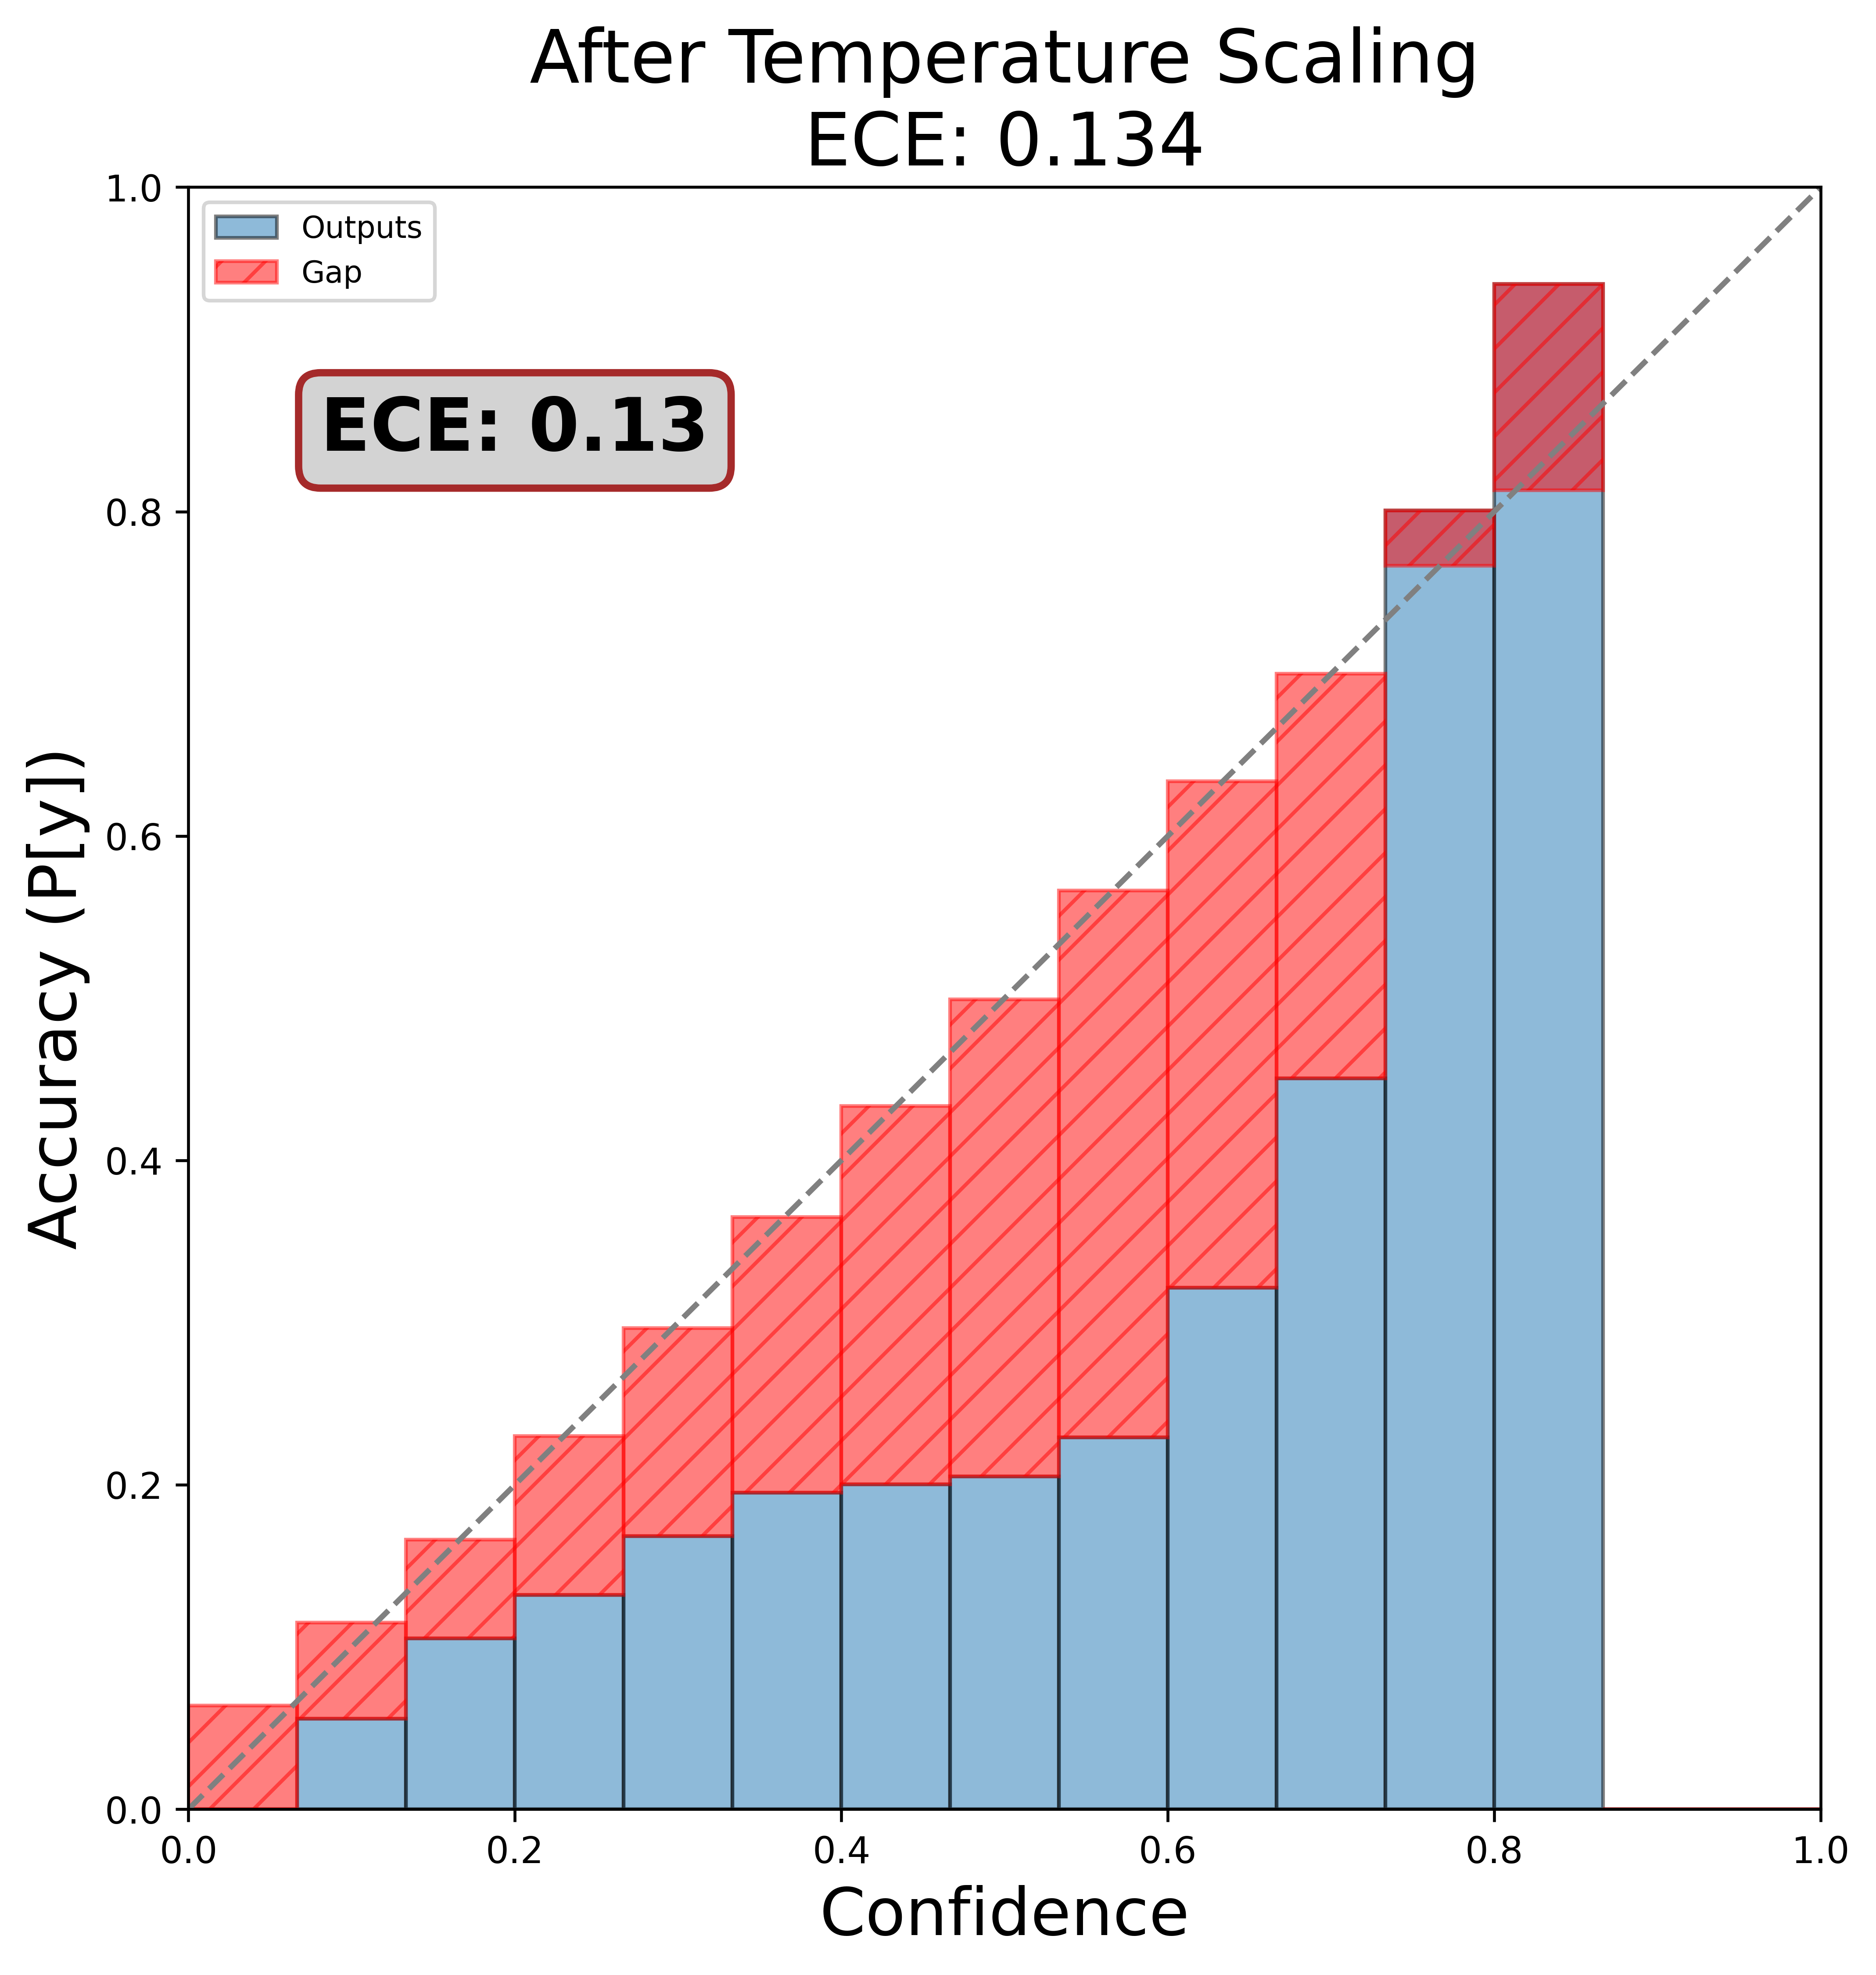 After Temperature Scaling
ECE: 0.134
Outputs
Gap
ECE: 0.13
Accuracy (P[y])
1.0
0.8
0.6
0.4
0.2
0.0
0.0 0.2 0.4 0.6 0.8 1.0
Confidence